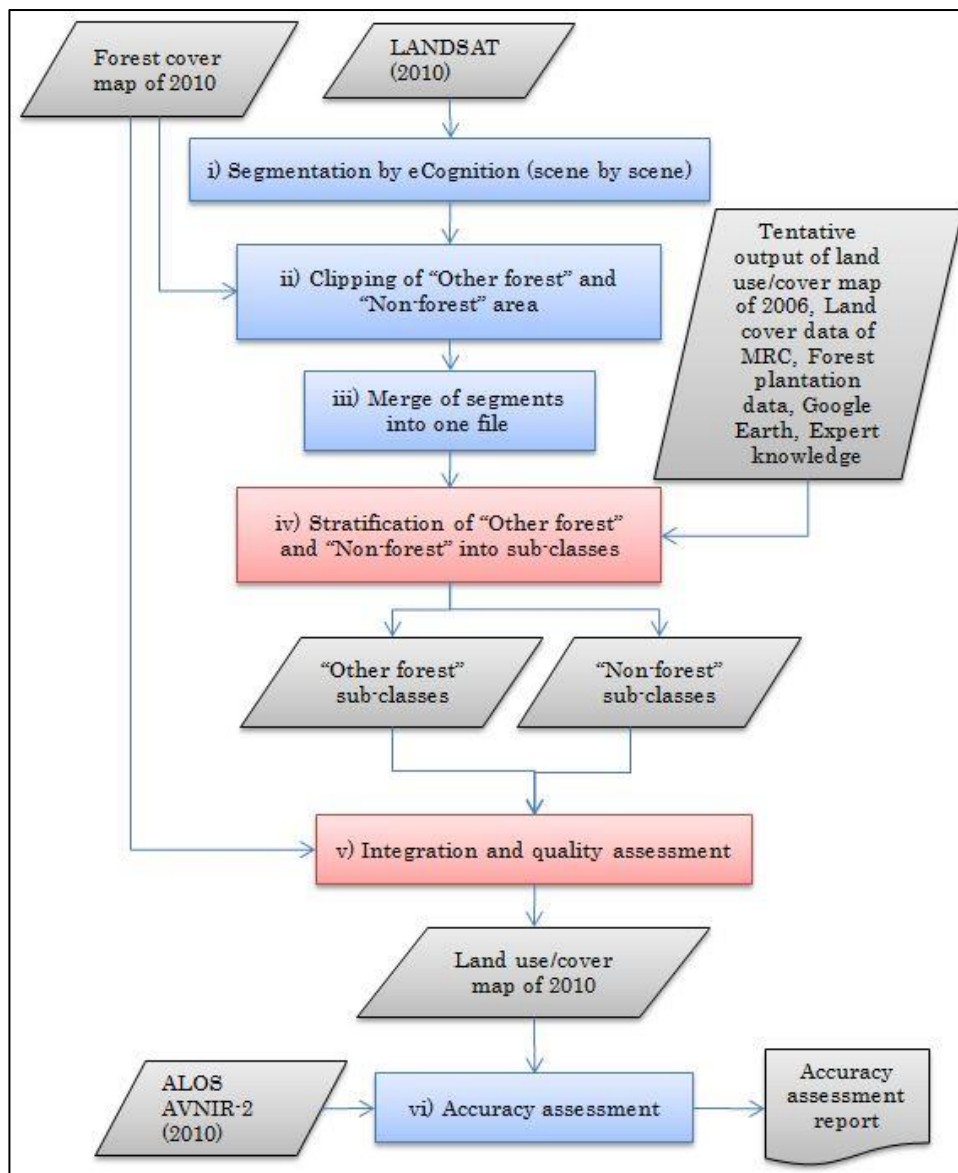 Forest cover
map of 2010
LANDSAT
(2010)
i) Segmentation by eCognition (scene by scene)
ii) Clipping of “Other forest” and
“Non-forest” area
Tentative
output of land
use/cover map
of 2006, Land
cover data of
MRC, Forest
plantation
data, Google
Earth, Expert
knowledge
iii) Merge of segments
into one file
iv) Stratification of “Other forest”
and “Non-forest” into sub-classes
“Other forest”
sub-classes
“Non-forest”
sub-classes
v) Integration and quality assessment
Land use/cover
map of 2010
ALOS
AVNIR-2
(2010)
vi) Accuracy assessment
Accuracy
assessment
report